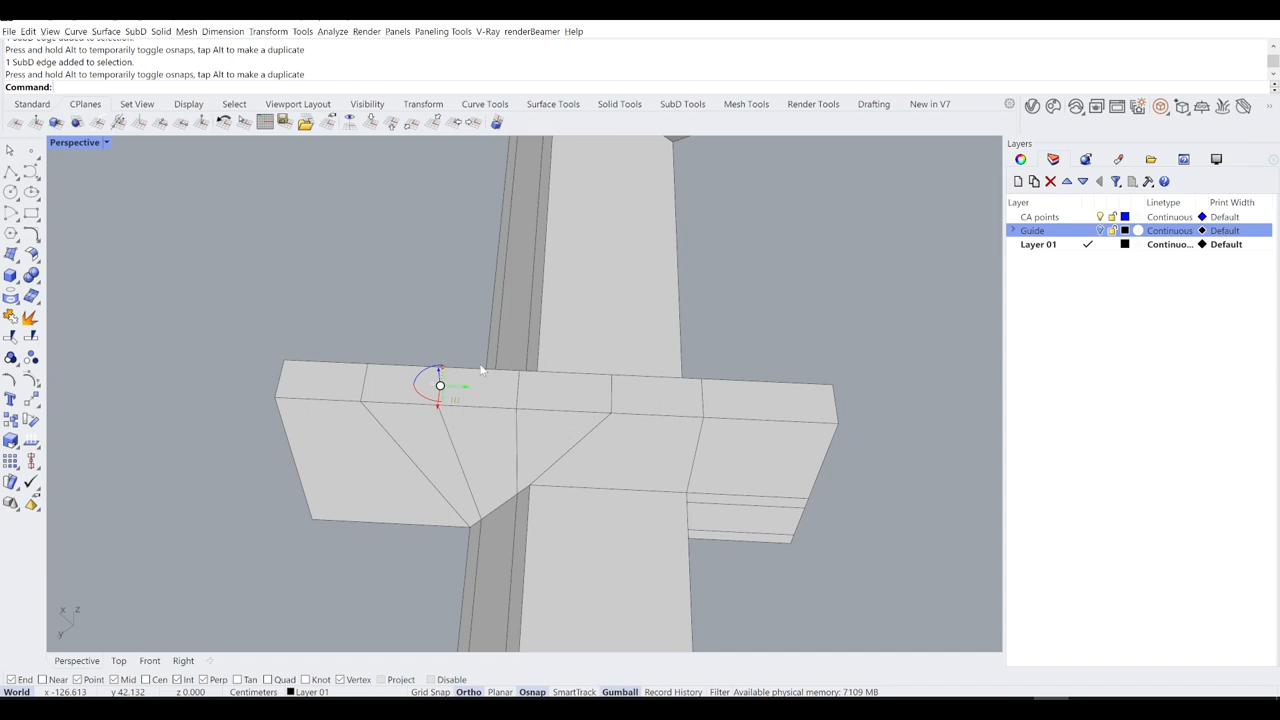 File Edit View Curve Surface SubD Solid Mesh Dimension Transform Tools Analyze Render Panels Paneling Tools V-Ray renderBeamer Help
1 SubD edge added to selection.
Press and hold Alt to temporarily toggle osnaps, tap Alt to make a duplicate
1 SubD edge added to selection.
Press and hold Alt to temporarily toggle osnaps, tap Alt to make a duplicate
Command:
Standard CPlanes Set View Display Select Viewport Layout Visibility Transform Curve Tools Surface Tools Solid Tools SubD Tools Mesh Tools Render Tools Drafting New in V7
Perspective
Layers
Layer Linetype Print Width
CA points Continuous Default
Guide Continuous Default
Layer 01 Continuo... Default
x z
y
Perspective Top Front Right
End Near Point Mid Cen Int Perp Tan Quad Knot Vertex Project Disable
World x -126.613 y 42.132 z 0.000 Centimeters Layer 01 Grid Snap Ortho Planar Osnap SmartTrack Gumball Record History Filter Available physical memory: 7109 MB